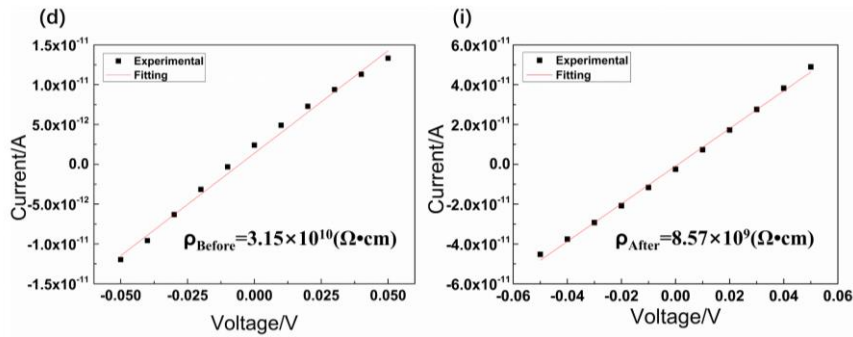 (d)
1.5x10⁻¹¹
1.0x10⁻¹¹
5.0x10⁻¹²
0.0
-5.0x10⁻¹²
-1.0x10⁻¹¹
-1.5x10⁻¹¹
Current/A
Experimental
Fitting
ρBefore=3.15×10¹⁰(Ω•cm)
-0.050 -0.025 0.000 0.025 0.050
Voltage/V
(i)
6.0x10⁻¹¹
4.0x10⁻¹¹
2.0x10⁻¹¹
0.0
-2.0x10⁻¹¹
-4.0x10⁻¹¹
-6.0x10⁻¹¹
Current/A
Experimental
Fitting
ρAfter=8.57×10⁹(Ω•cm)
-0.06 -0.04 -0.02 0.00 0.02 0.04 0.06
Voltage/V